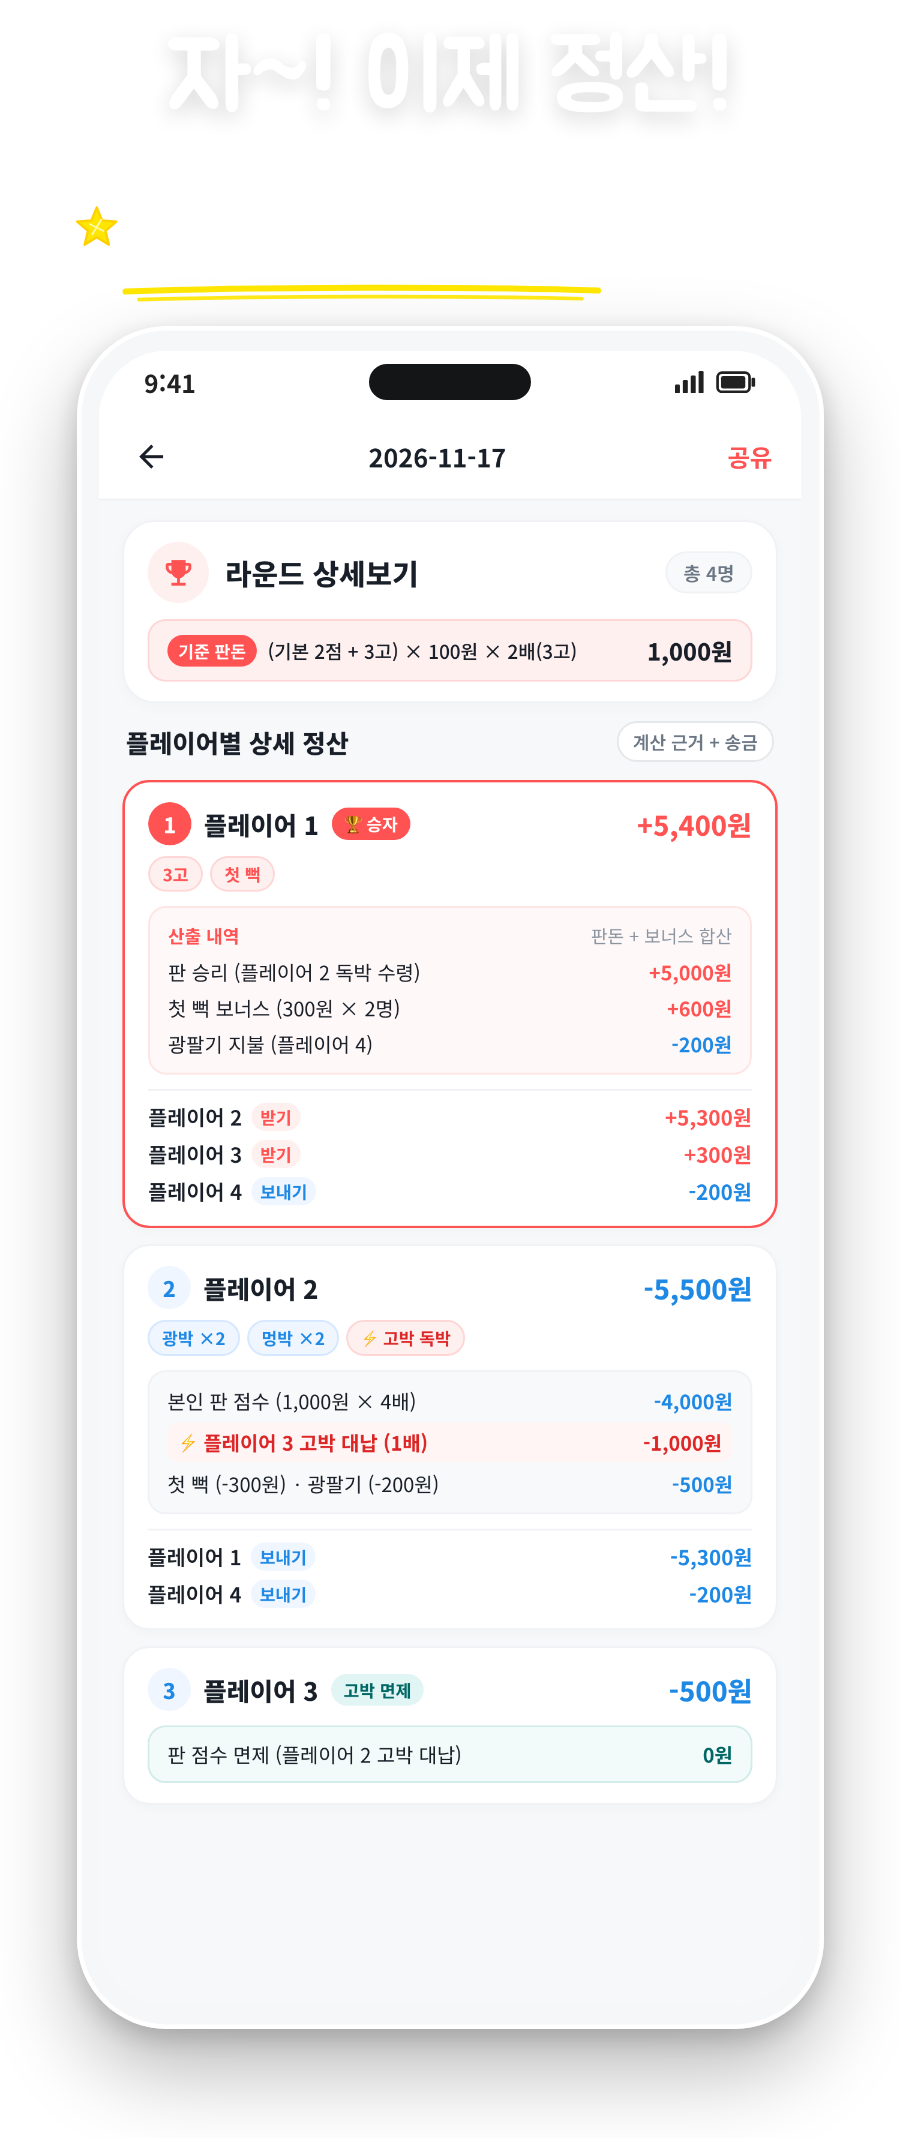 자~! 이제 정산!
9:41
2026-11-17
공유
라운드 상세보기
총 4명
기준 판돈 (기본 2점 + 3고) × 100원 × 2배(3고) 1,000원
플레이어별 상세 정산
계산 근거 + 송금
1 플레이어 1 🏆 승자 +5,400원
3고 첫 뻑
산출 내역 판돈 + 보너스 합산
판 승리 (플레이어 2 독박 수령) +5,000원
첫 뻑 보너스 (300원 × 2명) +600원
광팔기 지불 (플레이어 4) -200원
플레이어 2 받기 +5,300원
플레이어 3 받기 +300원
플레이어 4 보내기 -200원
2 플레이어 2 -5,500원
광박 ×2 멍박 ×2 ⚡ 고박 독박
본인 판 점수 (1,000원 × 4배) -4,000원
⚡ 플레이어 3 고박 대납 (1배) -1,000원
첫 뻑 (-300원) · 광팔기 (-200원) -500원
플레이어 1 보내기 -5,300원
플레이어 4 보내기 -200원
3 플레이어 3 고박 면제 -500원
판 점수 면제 (플레이어 2 고박 대납) 0원